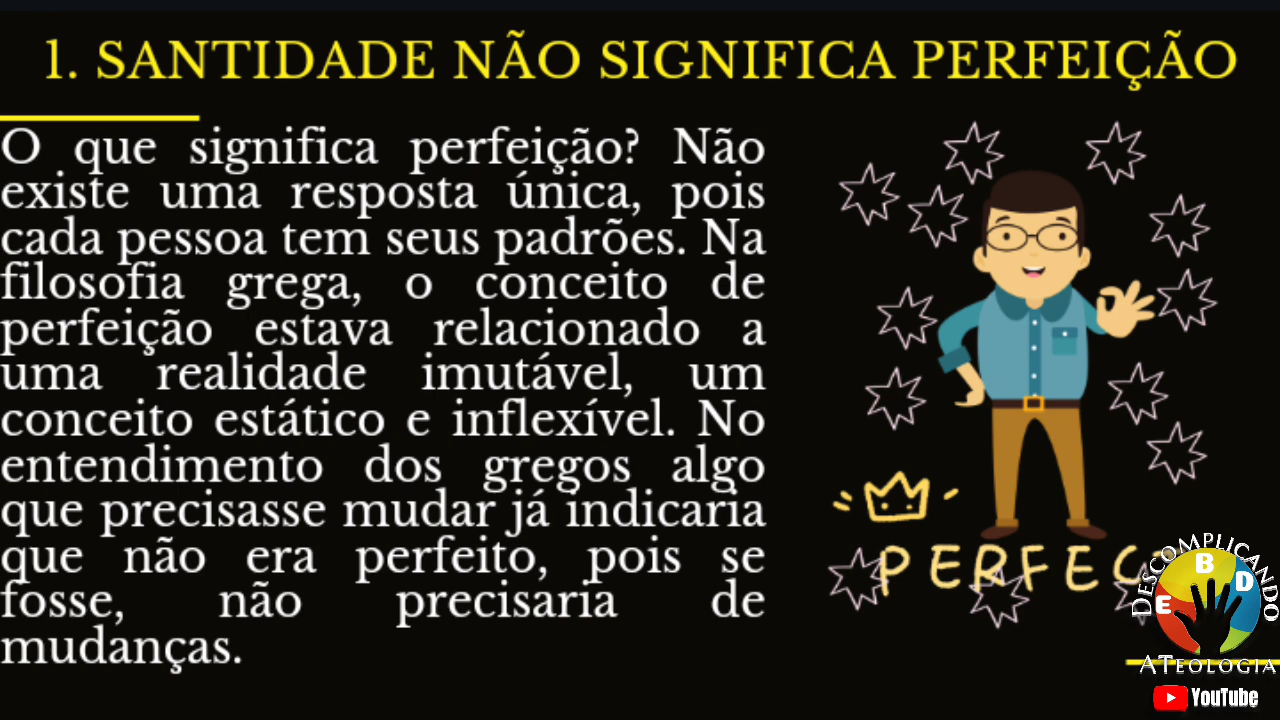 1. SANTIDADE NÃO SIGNIFICA PERFEIÇÃO
O que significa perfeição? Não
existe uma resposta única, pois
cada pessoa tem seus padrões. Na
filosofia grega, o conceito de
perfeição estava relacionado a
uma realidade imutável, um
conceito estático e inflexível. No
entendimento dos gregos algo
que precisasse mudar já indicaria
que não era perfeito, pois se
fosse, não precisaria de
mudanças.
PERFEC
DESCOMPLICANDO
EBD
ATEOLOGIA
YouTube